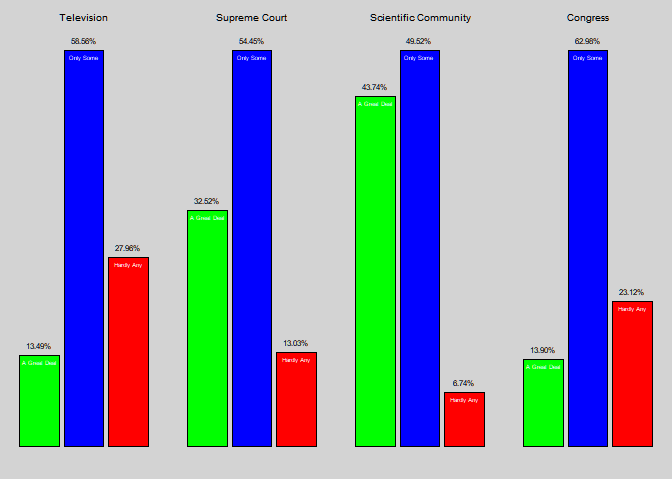 Television
58.56%
Only Some
27.96%
Hardly Any
13.49%
A Great Deal
Supreme Court
54.45%
Only Some
32.52%
A Great Deal
13.03%
Hardly Any
Scientific Community
49.52%
Only Some
43.74%
A Great Deal
6.74%
Hardly Any
Congress
62.98%
Only Some
23.12%
Hardly Any
13.90%
A Great Deal